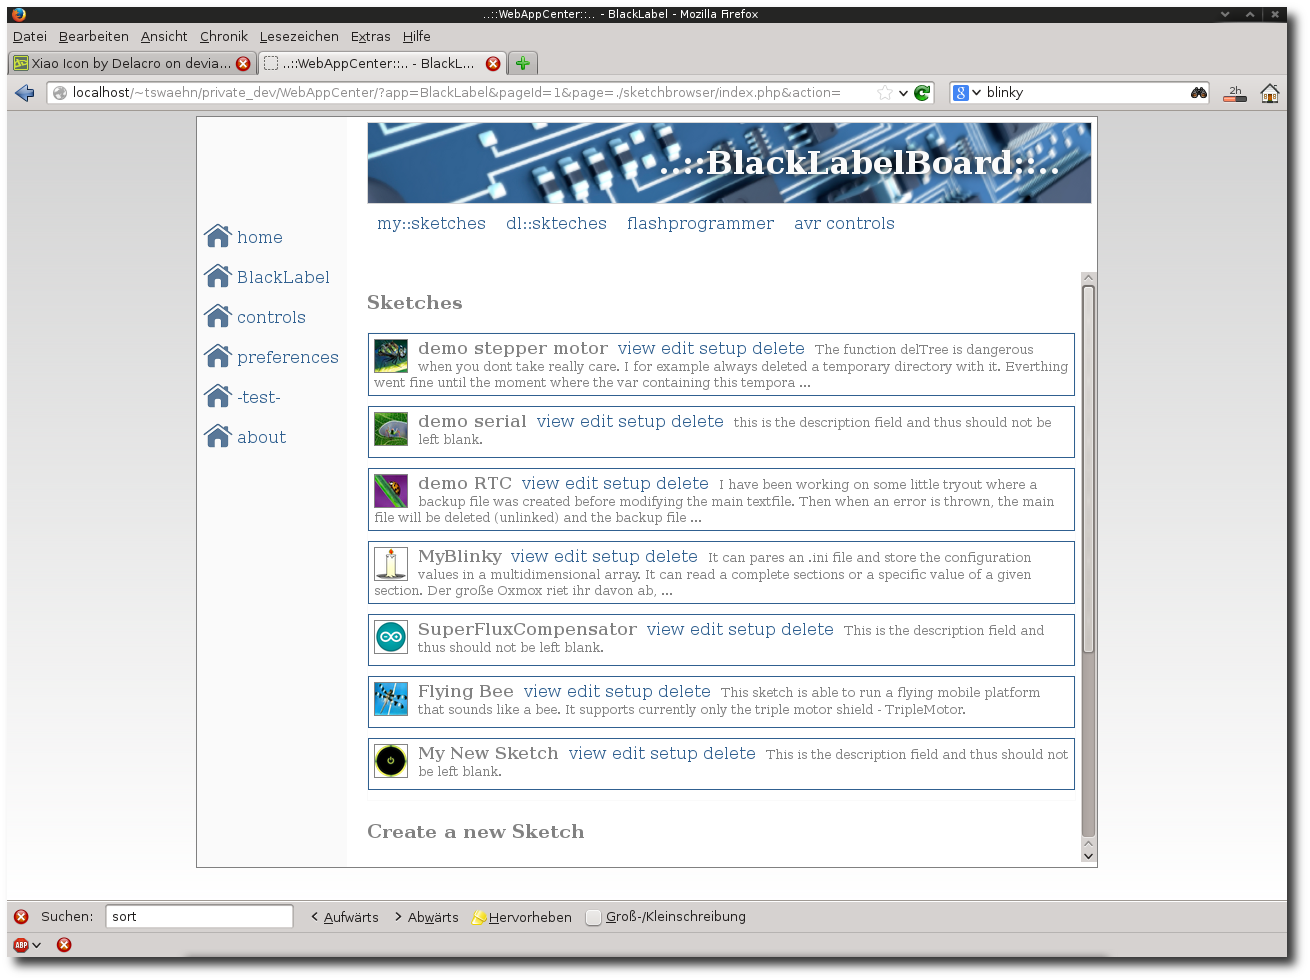 ..::WebAppCenter::.. - BlackLabel - Mozilla Firefox
Datei Bearbeiten Ansicht Chronik Lesezeichen Extras Hilfe
Xiao Icon by Delacro on devia... ..::WebAppCenter::.. - BlackL...
localhost/~tswaehn/private_dev/WebAppCenter/?app=BlackLabel&pageId=1&page=./sketchbrowser/index.php&action= 8 blinky 2h
..::BlackLabelBoard::..
my::sketches dl::skteches flashprogrammer avr controls
home
BlackLabel
controls
preferences
-test-
about
Sketches
demo stepper motor view edit setup delete The function delTree is dangerous
when you dont take really care. I for example always deleted a temporary directory with it. Everthing
went fine until the moment where the var containing this tempora ...
demo serial view edit setup delete this is the description field and thus should not be
left blank.
demo RTC view edit setup delete I have been working on some little tryout where a
backup file was created before modifying the main textfile. Then when an error is thrown, the main
file will be deleted (unlinked) and the backup file ...
MyBlinky view edit setup delete It can pares an .ini file and store the configuration
values in a multidimensional array. It can read a complete sections or a specific value of a given
section. Der große Oxmox riet ihr davon ab, ...
SuperFluxCompensator view edit setup delete This is the description field and
thus should not be left blank.
Flying Bee view edit setup delete This sketch is able to run a flying mobile platform
that sounds like a bee. It supports currently only the triple motor shield - TripleMotor.
My New Sketch view edit setup delete This is the description field and thus should not
be left blank.
Create a new Sketch
Suchen: sort Aufwärts Abwärts Hervorheben Groß-/Kleinschreibung
ABP